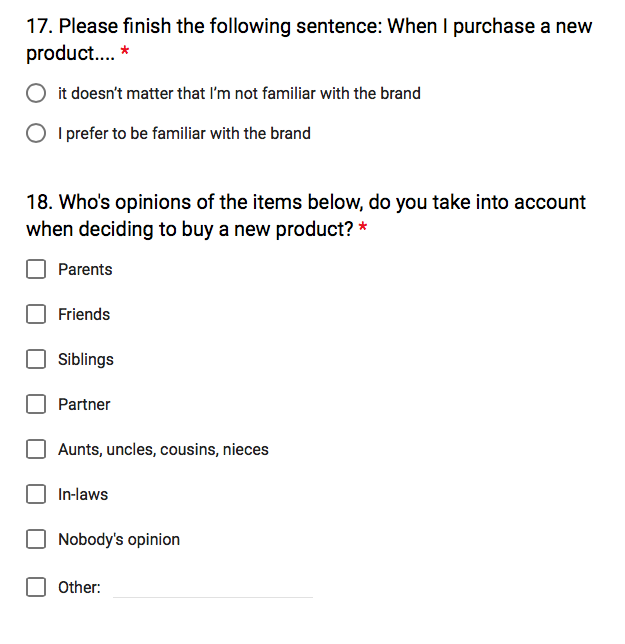 17. Please finish the following sentence: When I purchase a new
product.... *
it doesn't matter that I'm not familiar with the brand
I prefer to be familiar with the brand
18. Who's opinions of the items below, do you take into account
when deciding to buy a new product? *
Parents
Friends
Siblings
Partner
Aunts, uncles, cousins, nieces
In-laws
Nobody's opinion
Other: